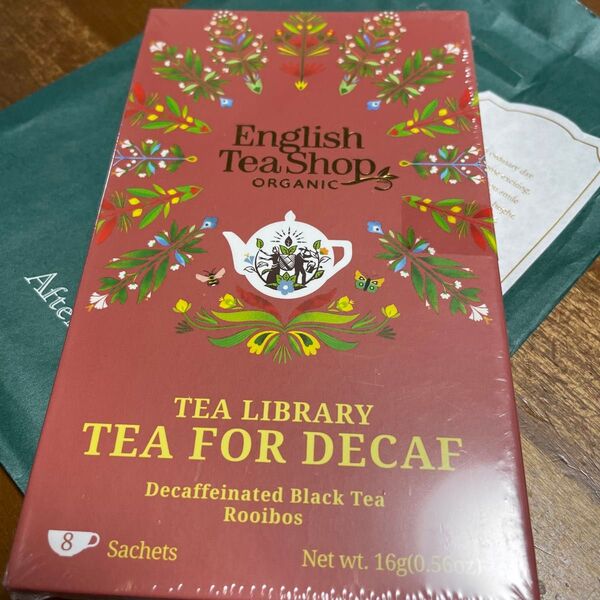 English
Tea Shop
ORGANIC
TEA LIBRARY
TEA FOR DECAF
Decaffeinated Black Tea
Rooibos
8
Sachets
Net wt. 16g(0.56oz)
After